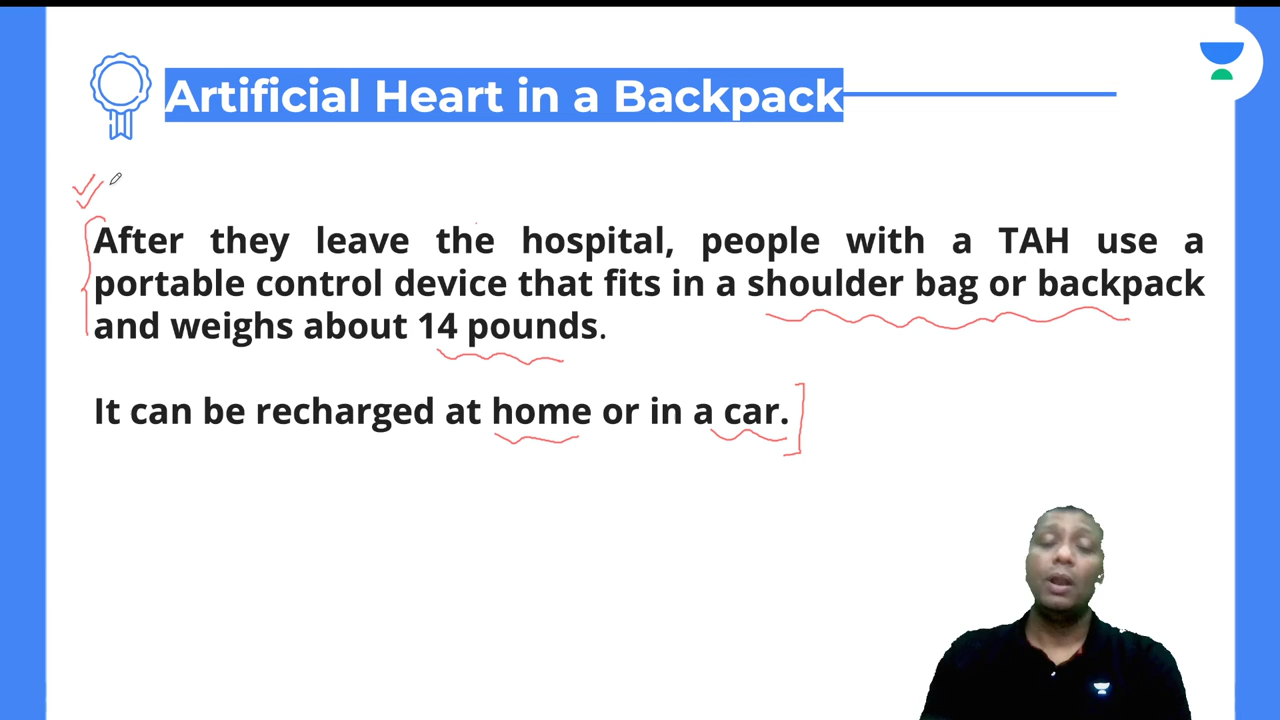 Artificial Heart in a Backpack
After they leave the hospital, people with a TAH use a
portable control device that fits in a shoulder bag or backpack
and weighs about 14 pounds.
It can be recharged at home or in a car.